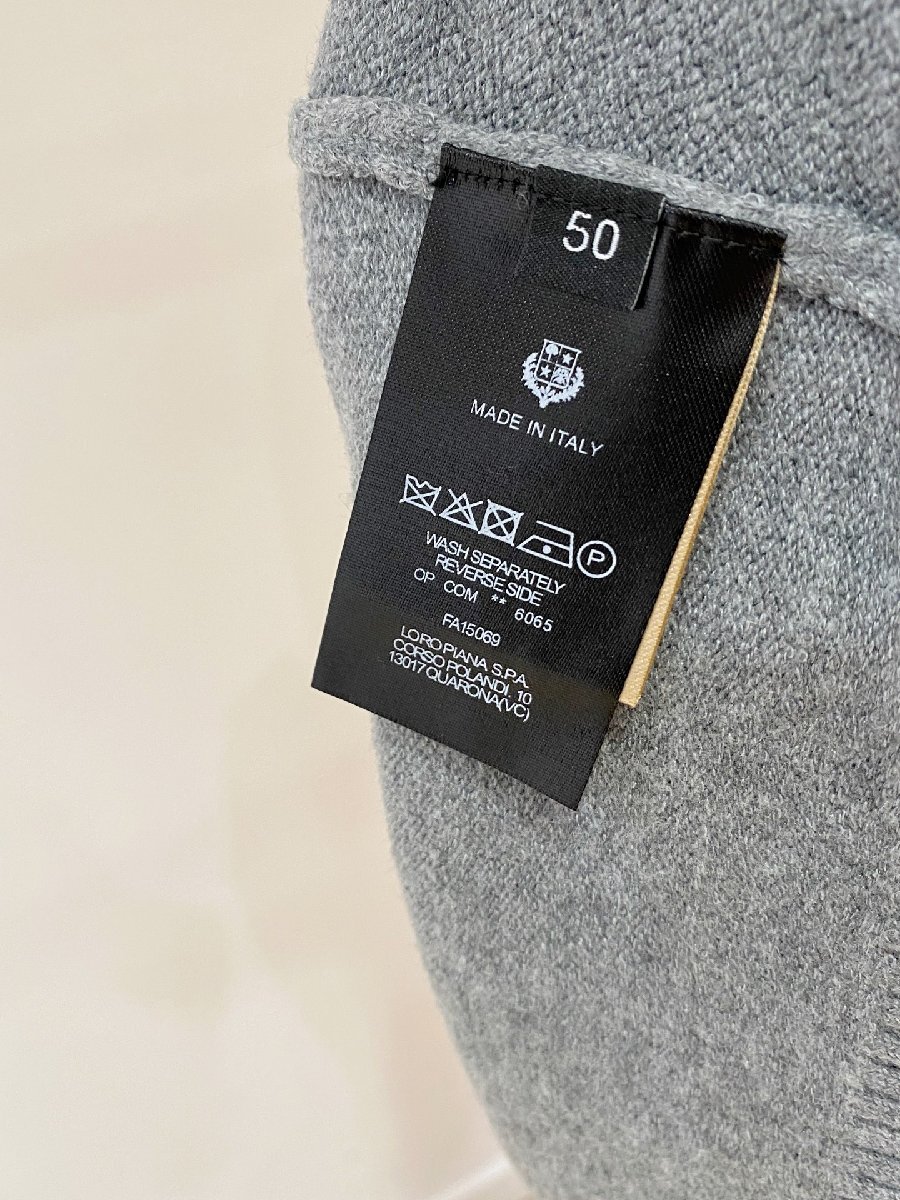 50
MADE IN ITALY
P
WASH SEPARATELY
REVERSE SIDE
OP COM ** 6065
FA15069
LORO PIANA S.P.A.
CORSO POLANDI, 10
13017 QUARONA(VC)